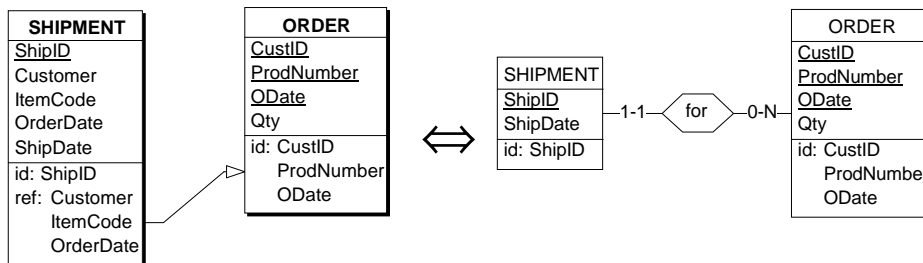 SHIPMENT
ShipID
Customer
ItemCode
OrderDate
ShipDate
id: ShipID
ref: Customer
ItemCode
OrderDate
ORDER
CustID
ProdNumber
ODate
Qty
id: CustID
ProdNumber
ODate
SHIPMENT
ShipID
ShipDate
id: ShipID
1-1
for
0-N
ORDER
CustID
ProdNumber
ODate
Qty
id: CustID
ProdNumbe
ODate